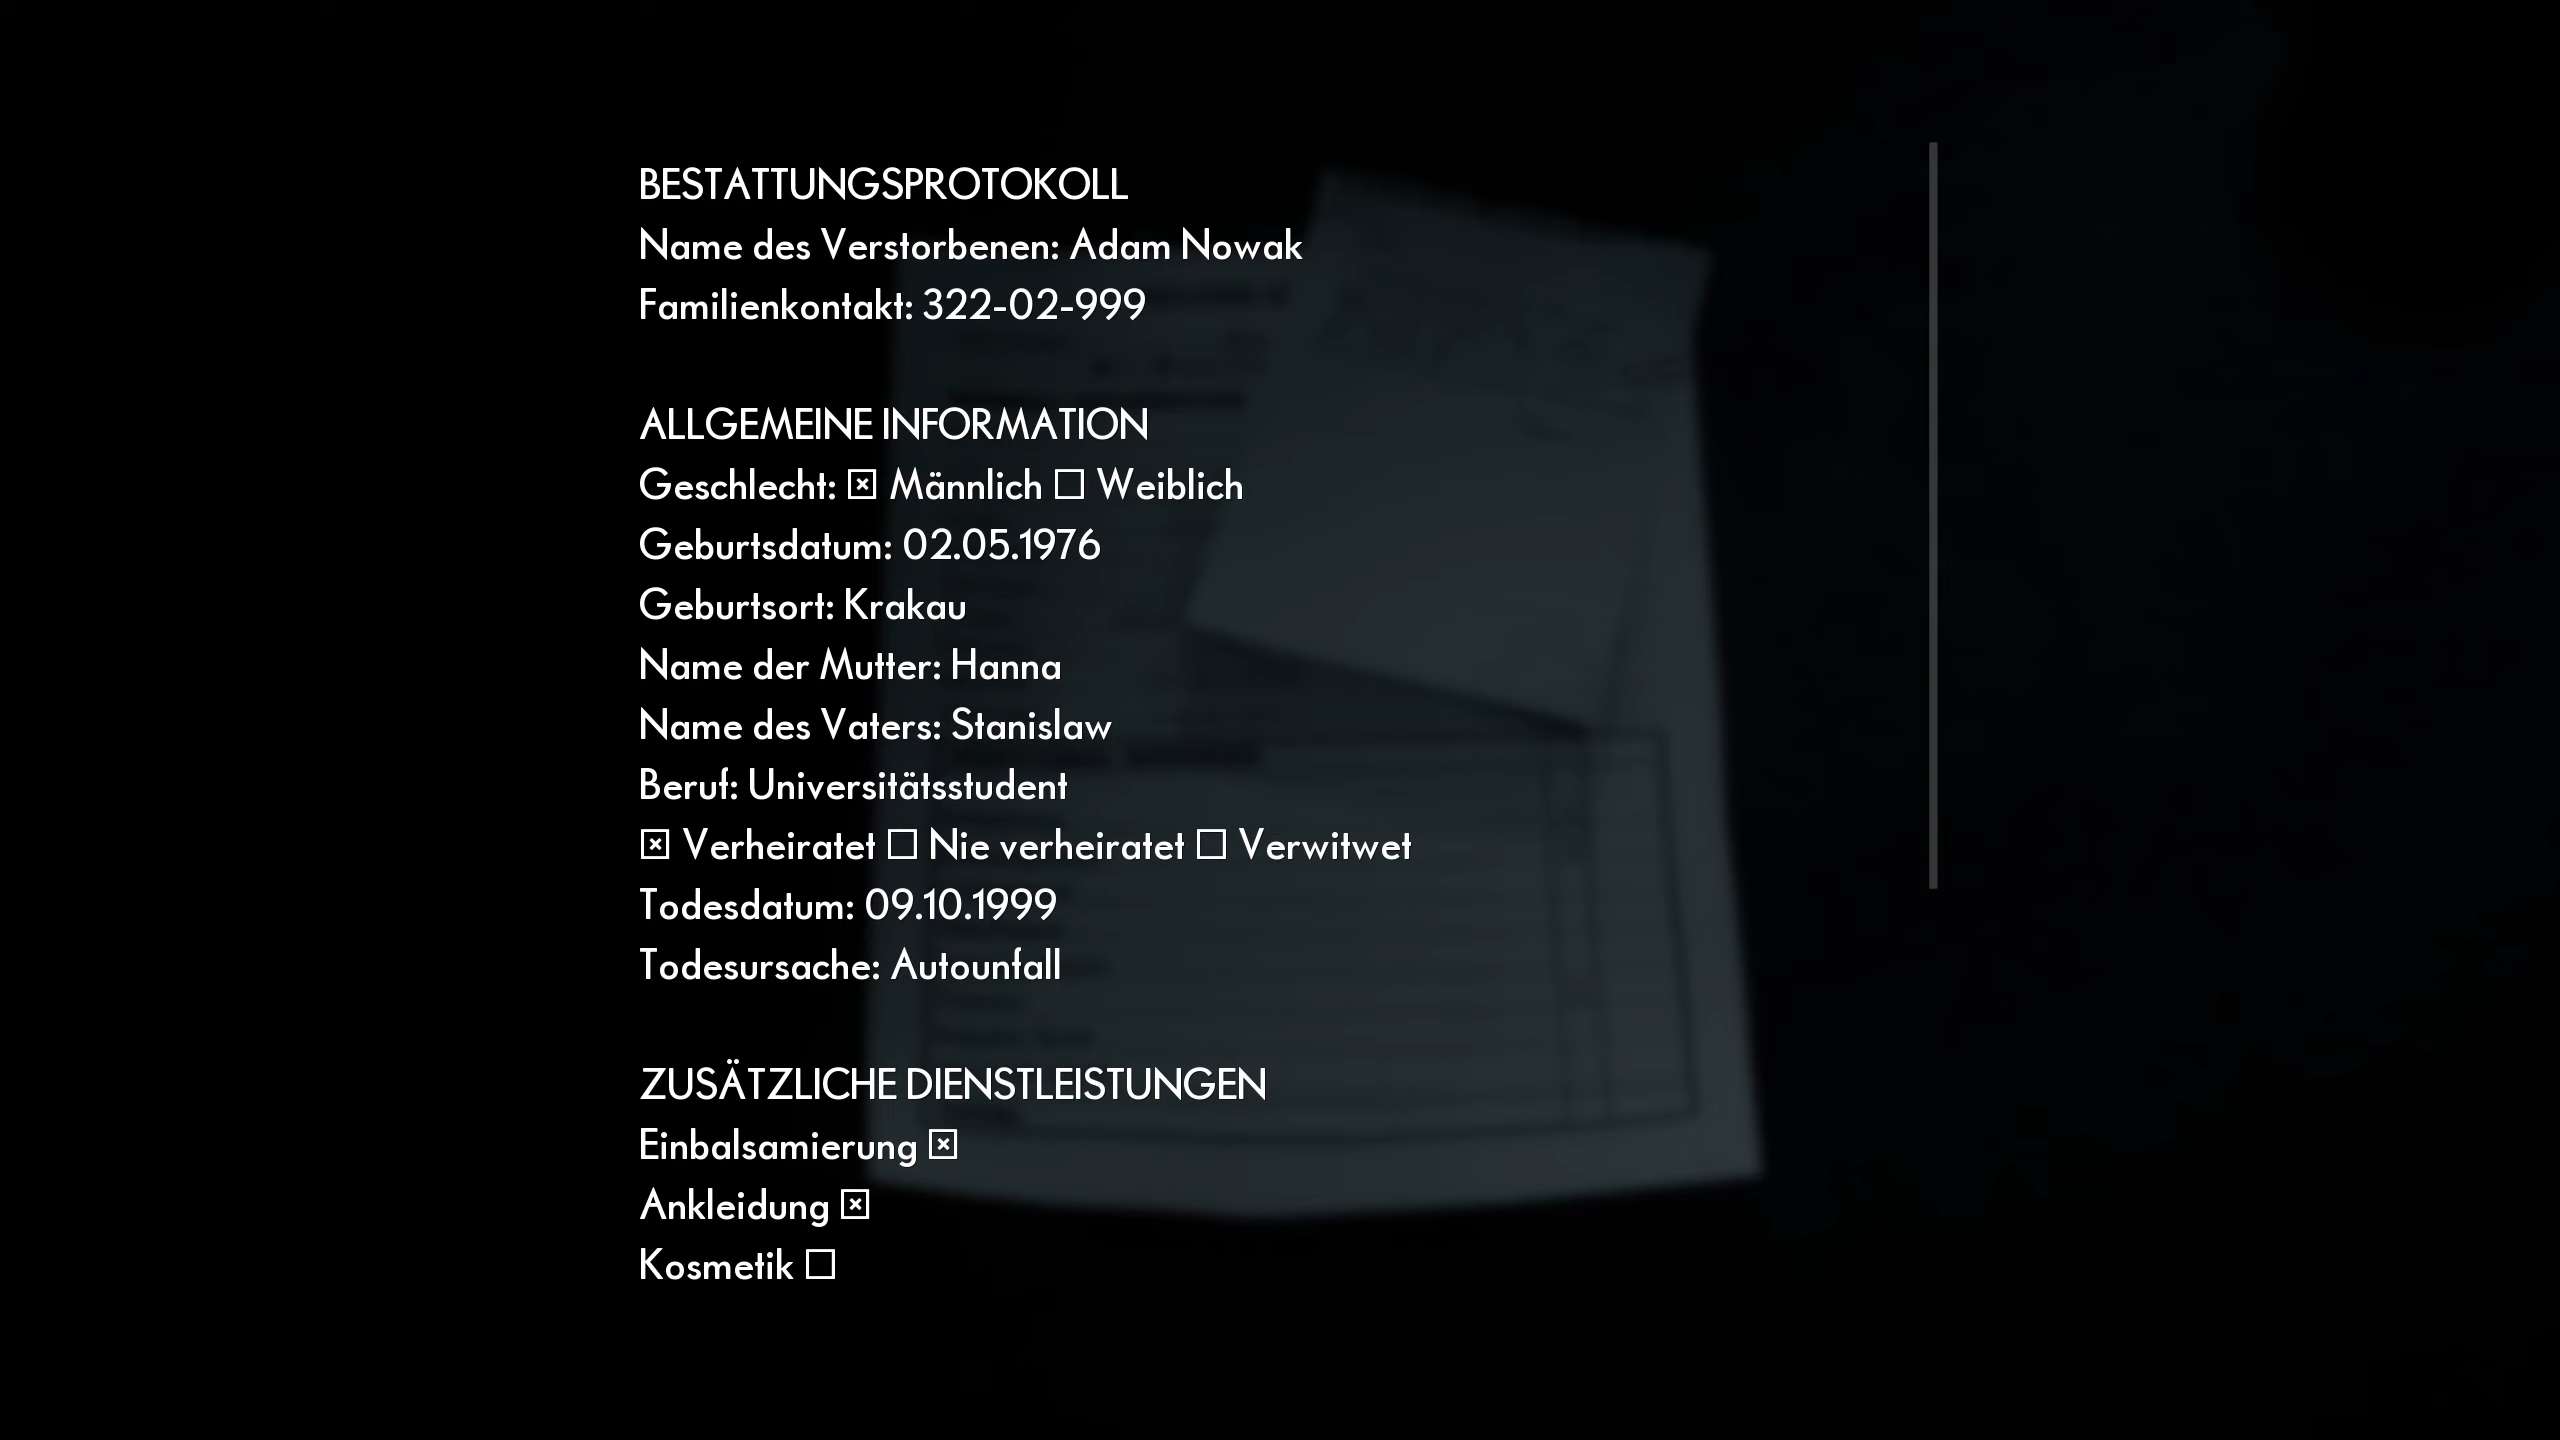 BESTATTUNGSPROTOKOLL
Name des Verstorbenen: Adam Nowak
Familienkontakt: 322-02-999
ALLGEMEINE INFORMATION
Geschlecht: ☒ Männlich ☐ Weiblich
Geburtsdatum: 02.05.1976
Geburtsort: Krakau
Name der Mutter: Hanna
Name des Vaters: Stanislaw
Beruf: Universitätsstudent
☒ Verheiratet ☐ Nie verheiratet ☐ Verwitwet
Todesdatum: 09.10.1999
Todesursache: Autounfall
ZUSÄTZLICHE DIENSTLEISTUNGEN
Einbalsamierung ☒
Ankleidung ☒
Kosmetik ☐